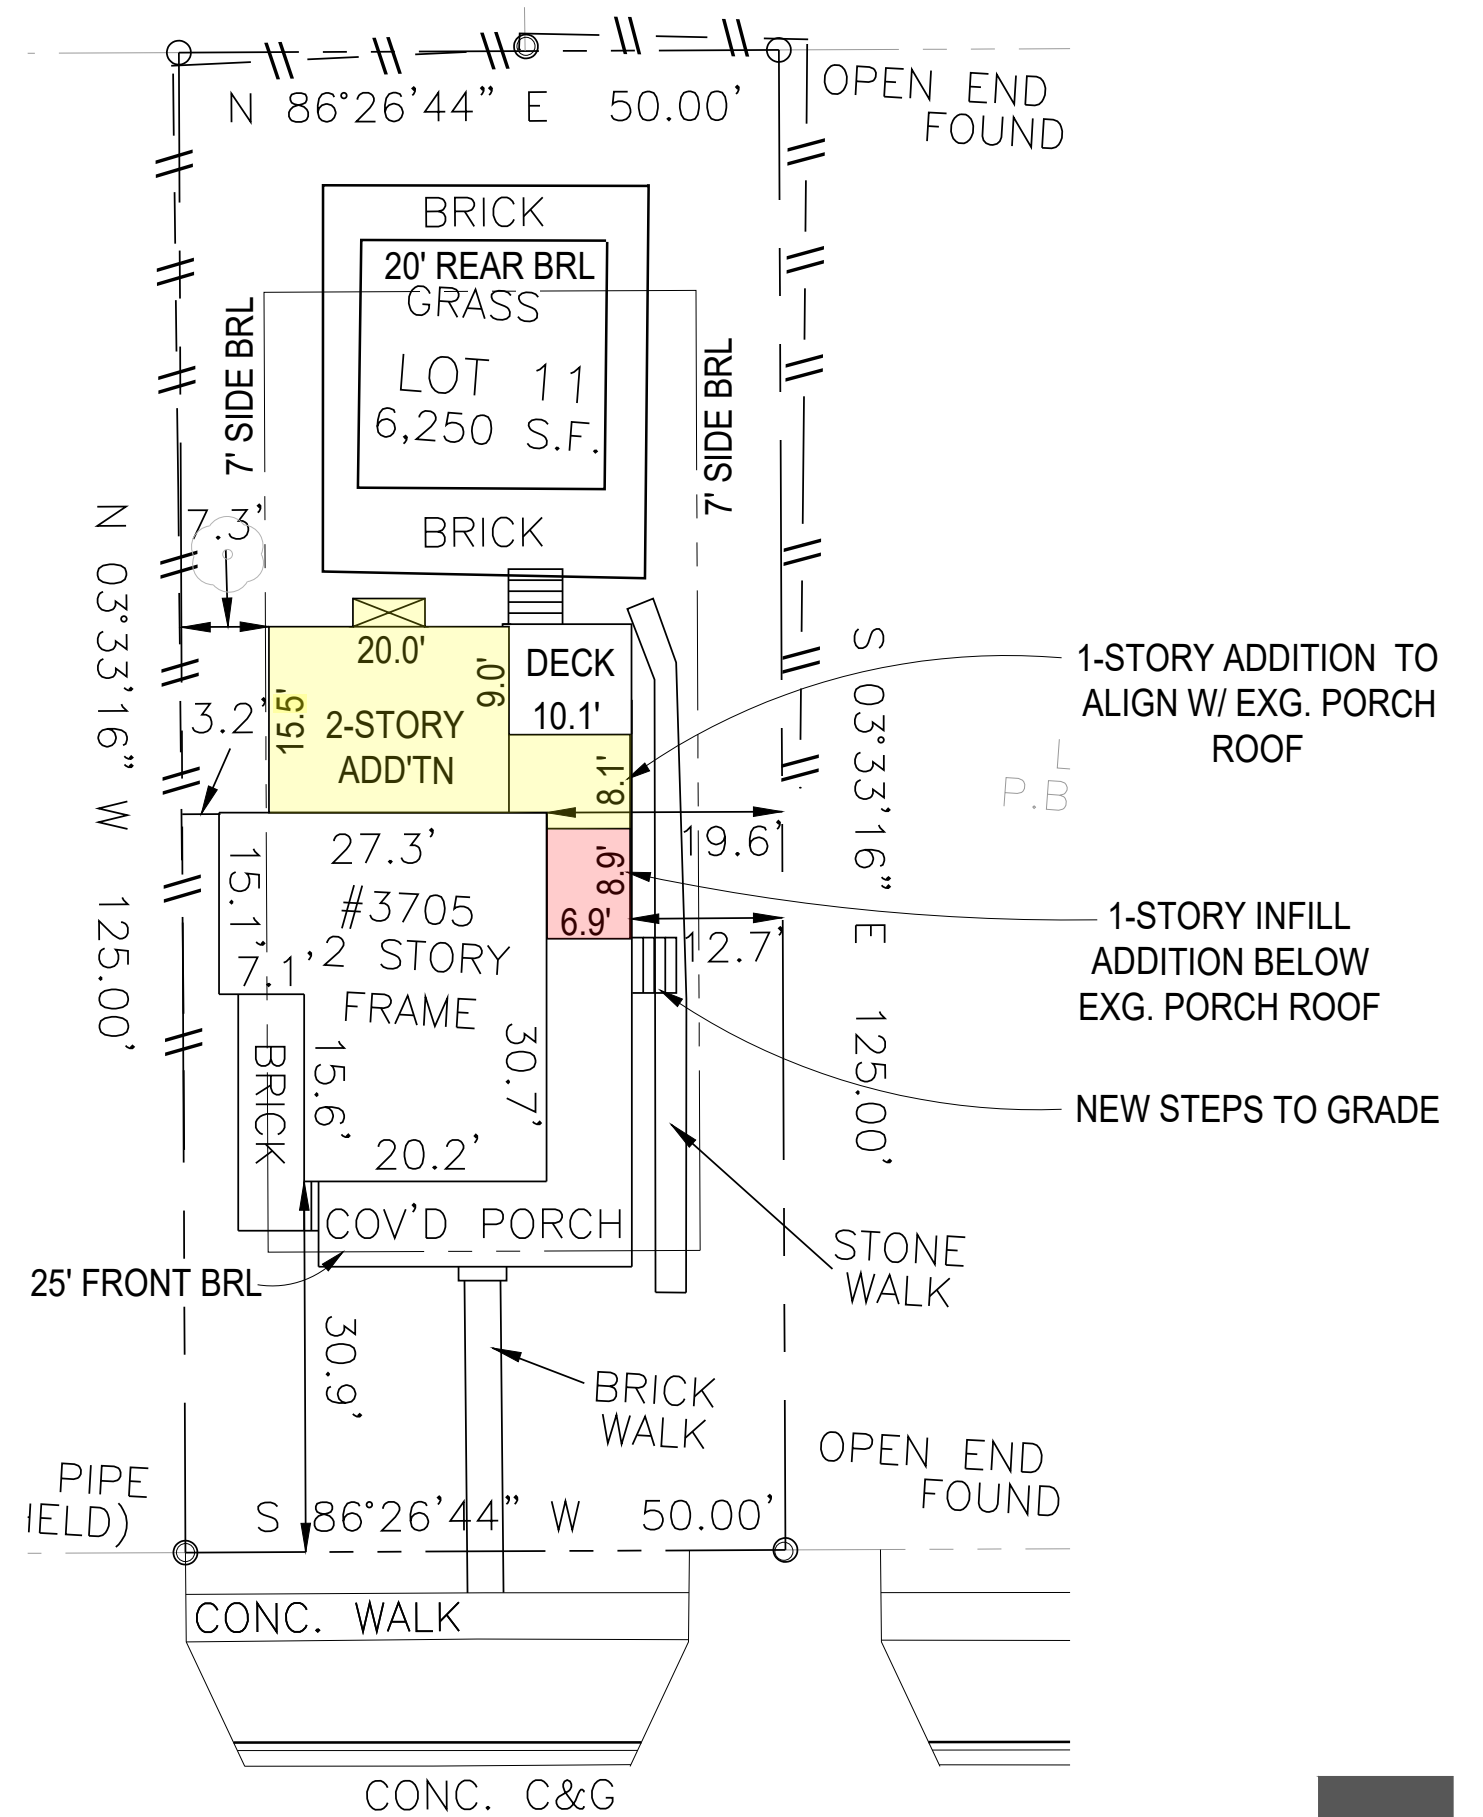 OPEN END
FOUND
N 86°26'44" E 50.00'
BRICK
20' REAR BRL
GRASS
LOT 11
6,250 S.F.
7' SIDE BRL
7' SIDE BRL
BRICK
7.3'
N 03°33'16" W 125.00'
S 03°33'16" E 125.00'
20.0'
9.0'
DECK
15.5'
2-STORY
ADD'TN
10.1'
3.2'
8.1'
1-STORY ADDITION TO
ALIGN W/ EXG. PORCH
ROOF
L
P.B
27.3'
19.6'
15.1'
#3705
8.9'
6.9'
7.1'
2 STORY
FRAME
12.7'
1-STORY INFILL
ADDITION BELOW
EXG. PORCH ROOF
BRICK
15.6'
30.7'
20.2'
NEW STEPS TO GRADE
COV'D PORCH
STONE
WALK
25' FRONT BRL
30.9'
BRICK
WALK
OPEN END
FOUND
PIPE
IELD)
S 86°26'44" W 50.00'
CONC. WALK
CONC. C&G